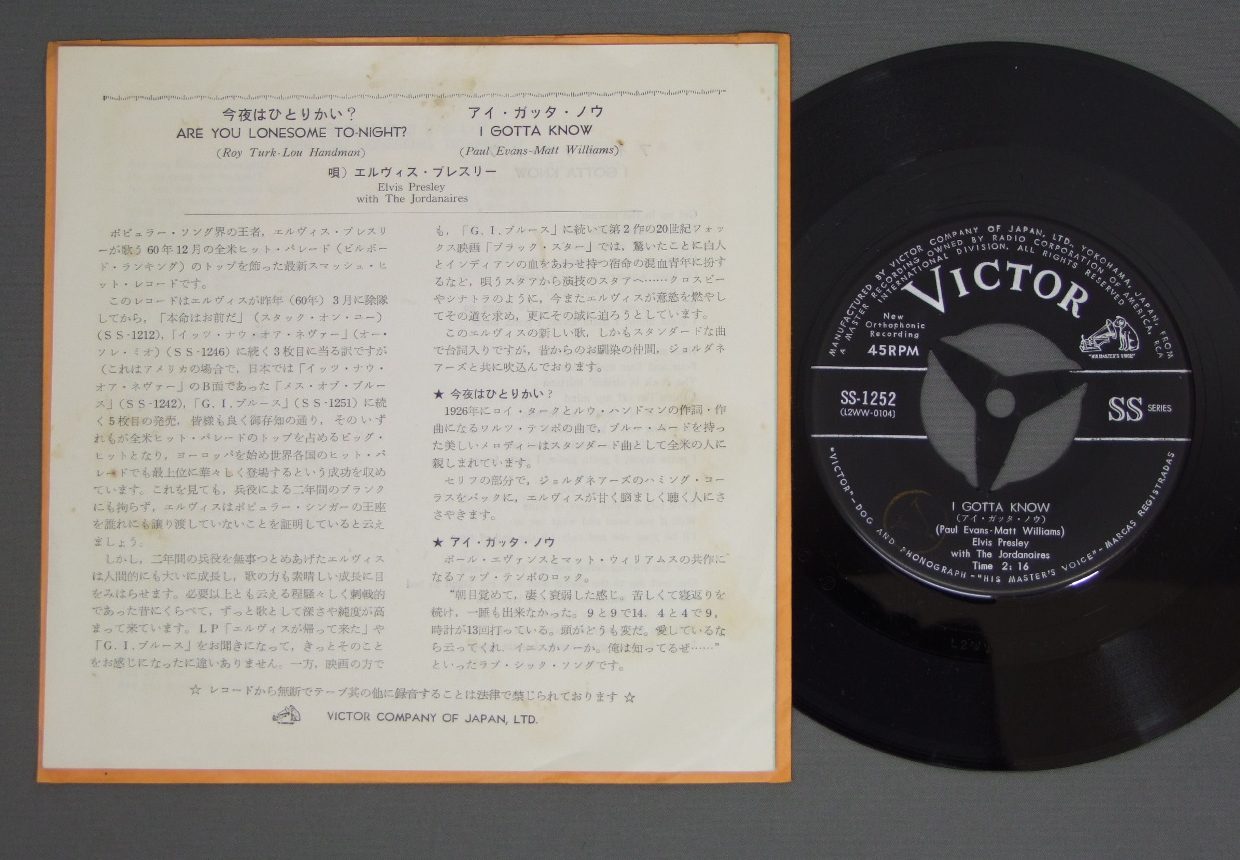 今夜はひとりかい?
ARE YOU LONESOME TO-NIGHT?
(Roy Turk-Lou Handman)
アイ・ガッタ・ノウ
I GOTTA KNOW
(Paul Evans-Matt Williams)
唄) エルヴィス・プレスリー
Elvis Presley
with The Jordanaires
ポピュラー・ソング界の王者,エルヴィス・プレスリ
ーが歌う60年12月の全米ヒット・パレード(ビルボー
ド・ランキング)のトップを飾った最新スマッシュ・ヒ
ット・レコードです。
このレコードはエルヴィスが昨年(60年)3月に除隊
してから,「本命はお前だ」(スタック・オン・ユー)
(SS-1212),「イッツ・ナウ・オア・ネヴァー」(オー・
ソレ・ミオ)(SS-1246)に続く3枚目に当る訳ですが
(これはアメリカの場合で,日本では「イッツ・ナウ・
オア・ネヴァー」のB面であった「メス・オブ・ブルー
ス」(SS-1242),「G.I.ブルース」(SS-1251)に続
く5枚目の発売,皆様も良く御存知の通り,そのいず
れもが全米ヒット・パレードのトップを占めるビッグ・
ヒットとなり,ヨーロッパを始め世界各国のヒット・パ
レードでも最上位に華々しく登場するという成功を収め
ています。これを見ても,兵役による二年間のブランク
にも拘らず,エルヴィスはポピュラー・シンガーの王座
を誰れにも譲り渡していないことを証明していると云え
ましょう。
しかし,二年間の兵役を無事つとめあげたエルヴィス
は人間的にも大いに成長し,歌の方も素晴しい成長に目
をみはらせます。必要以上とも云える程騒々しく刺戟的
であった昔にくらべて,ずっと歌として深さや純度が高
まって来ています。LP「エルヴィスが帰って来た」や
「G.I.ブルース」をお聞きになって,きっとそのこと
をお感じになったに違いありません。一方,映画の方で
も,「G.I.ブルース」に続いて第2作の20世紀フォッ
クス映画「ブラック・スター」では,驚いたことに白人
とインディアンの血をあわせ持つ宿命の混血青年に扮す
るなど,唄うスタアから演技のスタアへ……クロスビー
やシナトラのように,今またエルヴィスが意慾を燃やし
てその道を求め,更にその域に迫ろうとしています。
このエルヴィスの新しい歌,しかもスタンダードな曲
で台詞入りですが,昔からのお馴染の仲間,ジョルダネ
アーズと共に吹込んでおります。
★ 今夜はひとりかい?
1926年にロイ・タークとルウ・ハンドマンの作詞・作
曲になるワルツ・テンポの曲で,ブルー・ムードを持っ
た美しいメロディーはスタンダード曲として全米の人に
親しまれています。
セリフの部分で,ジョルダネアーズのハミング・コー
ラスをバックに,エルヴィスが甘く悩ましく聴く人にさ
さやきます。
★ アイ・ガッタ・ノウ
ポール・エヴァンスとマット・ウィリアムスの共作に
なるアップ・テンポのロック。
“朝目覚めて,凄く衰弱した感じ。苦しくて寝返りを
続け,一睡も出来なかった。9と9で14.4と4で9,
時計が13回打っている。頭がどうも変だ。愛しているな
ら云ってくれ,イエスかノーか。俺は知ってるぜ……”
といったラブ・シック・ソングです。
☆ レコードから無断でテープ其の他に録音することは法律で禁じられております ☆
VICTOR COMPANY OF JAPAN, LTD.
MANUFACTURED BY VICTOR COMPANY OF JAPAN, LTD. YOKOHAMA, JAPAN, FROM
A MASTER RECORDING OWNED BY RADIO CORPORATION OF AMERICA, RCA
INTERNATIONAL DIVISION. ALL RIGHTS RESERVED
VICTOR
New
Orthophonic
Recording
45RPM
"HIS MASTER'S VOICE"
SS-1252
(L2WW-0104)
SS SERIES
I GOTTA KNOW
(アイ・ガッタ・ノウ)
(Paul Evans-Matt Williams)
Elvis Presley
with The Jordanaires
Time 2:16
"VICTOR"-DOG AND PHONOGRAPH-"HIS MASTER'S VOICE"-MARCAS REGISTRADAS